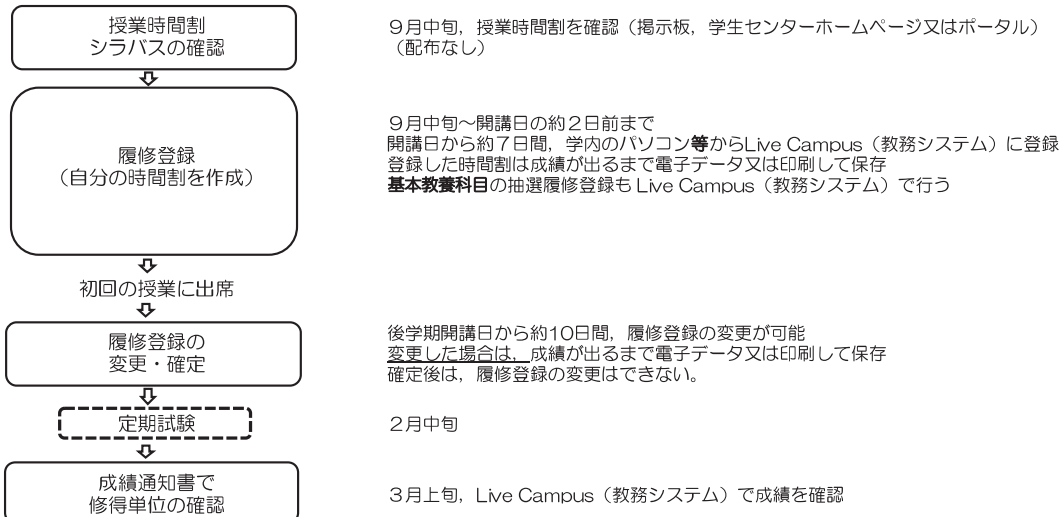 授業時間割
シラバスの確認
９月中旬，授業時間割を確認（掲示板，学生センターホームページ又はポータル）
（配布なし）
履修登録
（自分の時間割を作成）
９月中旬～開講日の約２日前まで
開講日から約７日間，学内のパソコン等からLive Campus（教務システム）に登録
登録した時間割は成績が出るまで電子データ又は印刷して保存
基本教養科目の抽選履修登録も Live Campus（教務システム）で行う
初回の授業に出席
履修登録の
変更・確定
後学期開講日から約10日間，履修登録の変更が可能
変更した場合は，成績が出るまで電子データ又は印刷して保存
確定後は，履修登録の変更はできない。
定期試験
２月中旬
成績通知書で
修得単位の確認
３月上旬，Live Campus（教務システム）で成績を確認